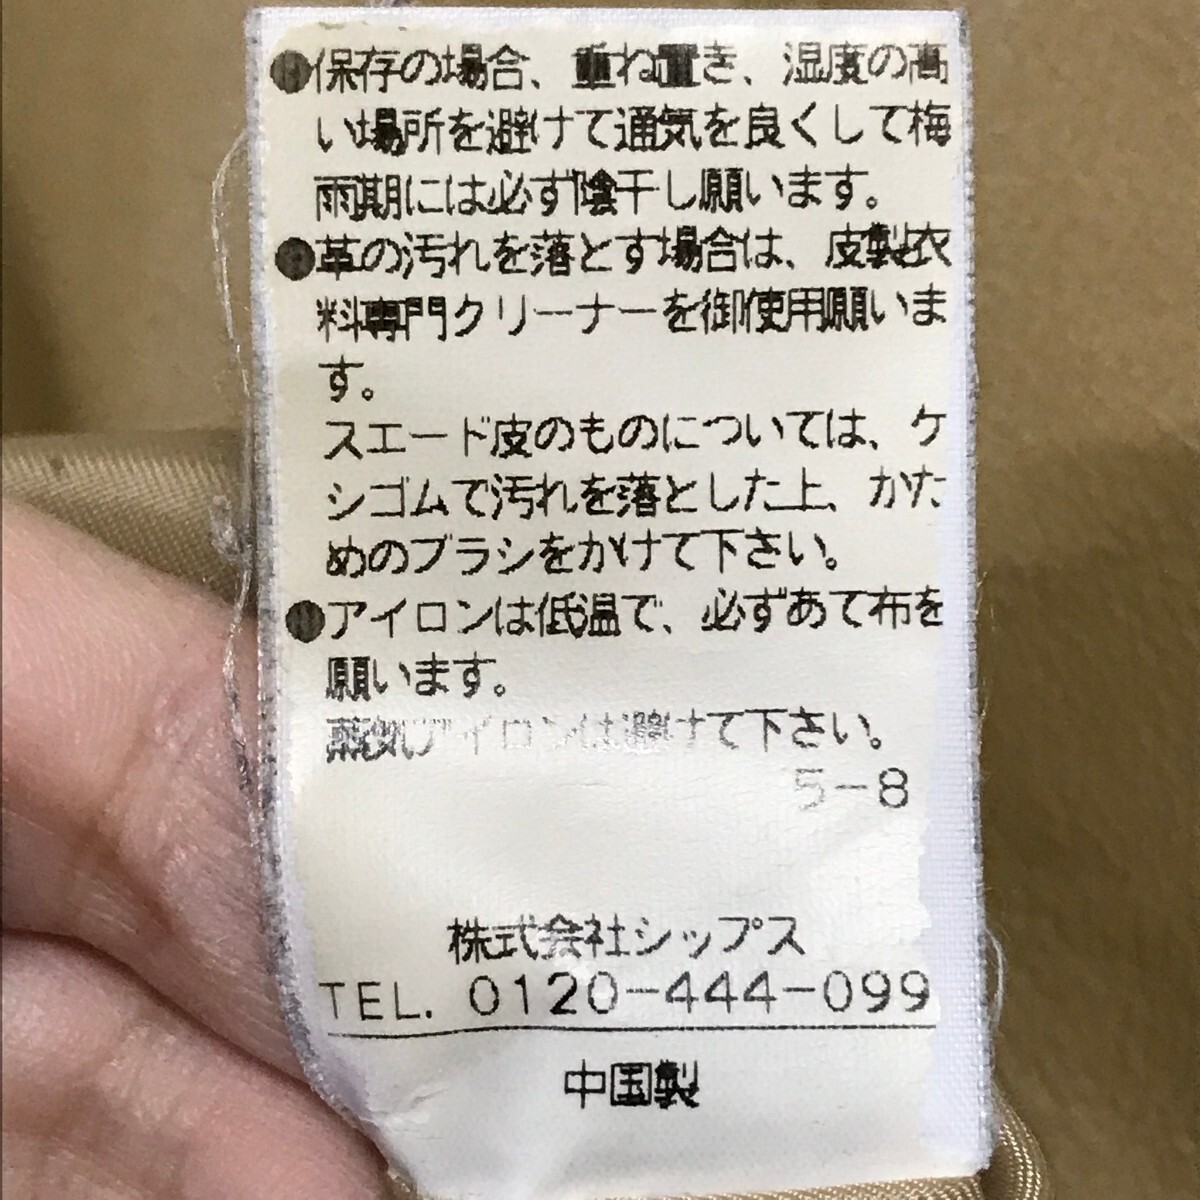 ●保存の場合、重ね置き、湿度の高
い場所を避けて通気を良くして梅
雨期には必ず陰干し願います。
●革の汚れを落とす場合は、皮製衣
料専門クリーナーを御使用願いま
す。
スエード皮のものについては、ケ
シゴムで汚れを落とした上、かた
めのブラシをかけて下さい。
●アイロンは低温で、必ずあて布を
願います。
蒸気アイロンは避けて下さい。
5-8
株式会社シップス
TEL. 0120-444-099
中国製